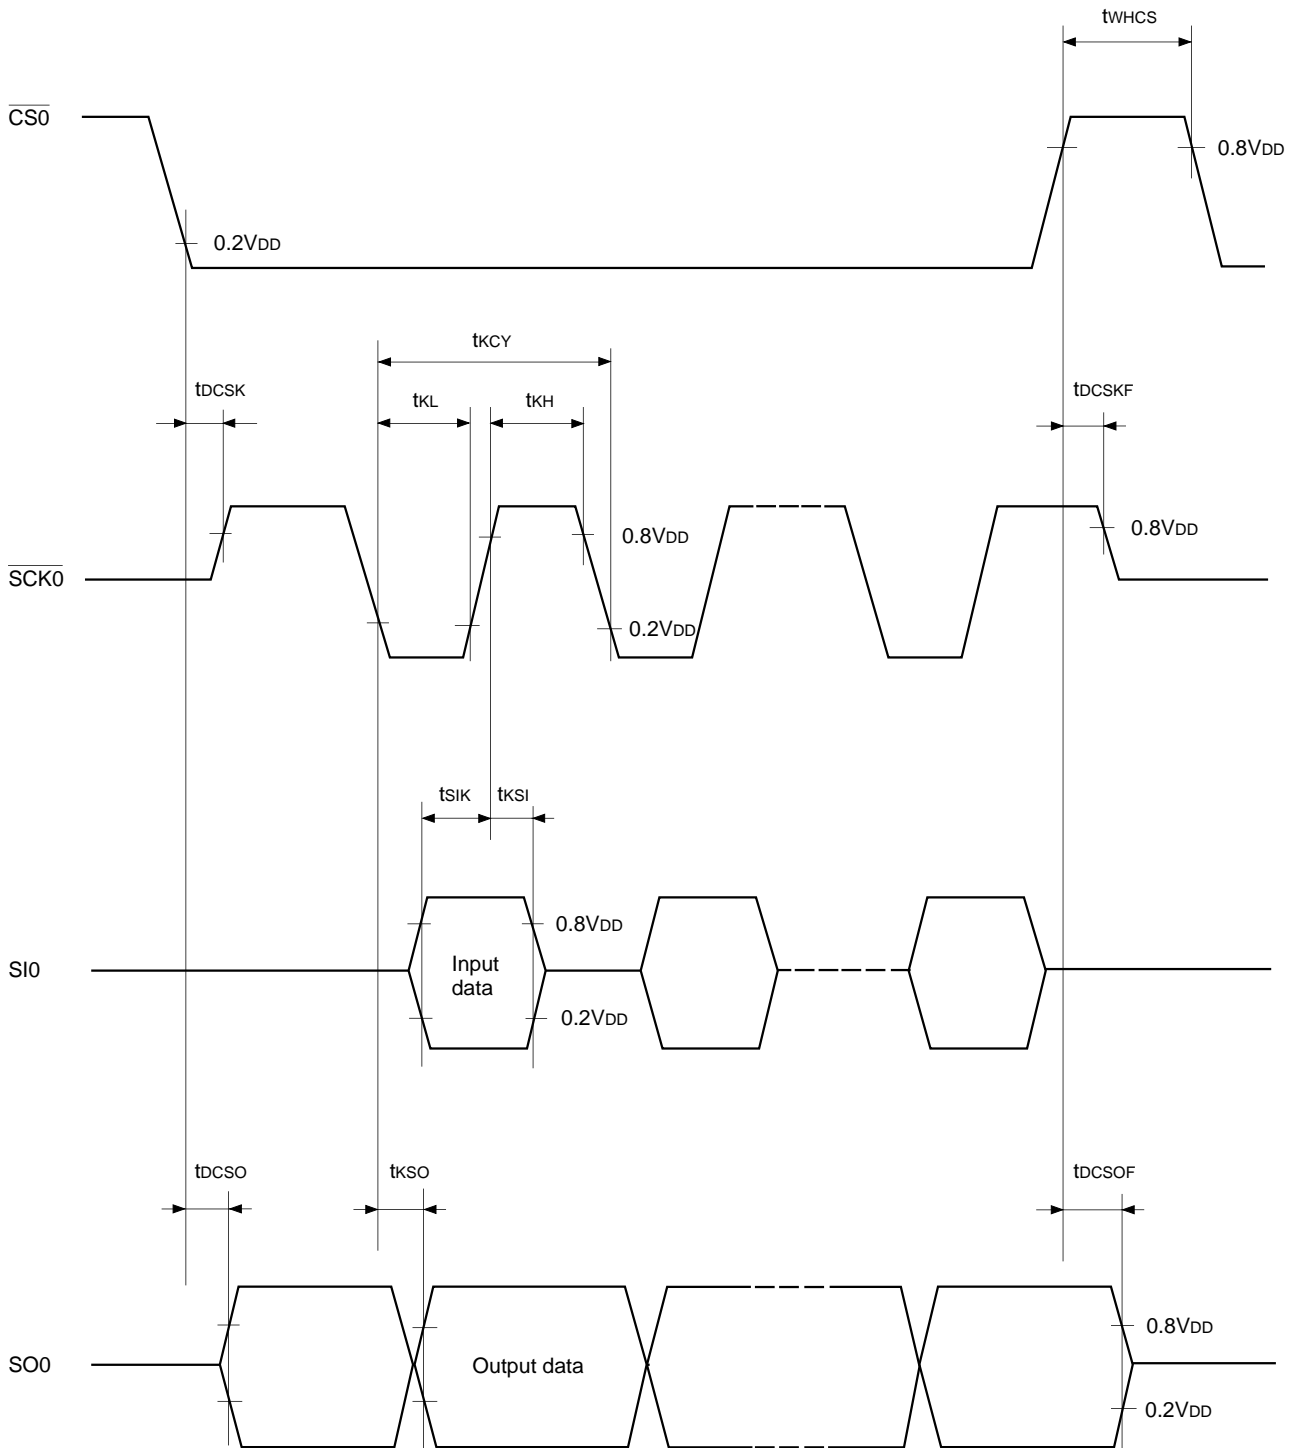 tWHCS
CS0
0.8VDD
0.2VDD
tKCY
tDCSK
tKL
tKH
tDCSKF
0.8VDD
0.8VDD
SCK0
0.2VDD
tSIK
tKSI
0.8VDD
SI0
Input
data
0.2VDD
tDCSO
tKSO
tDCSOF
0.8VDD
SO0
Output data
0.2VDD